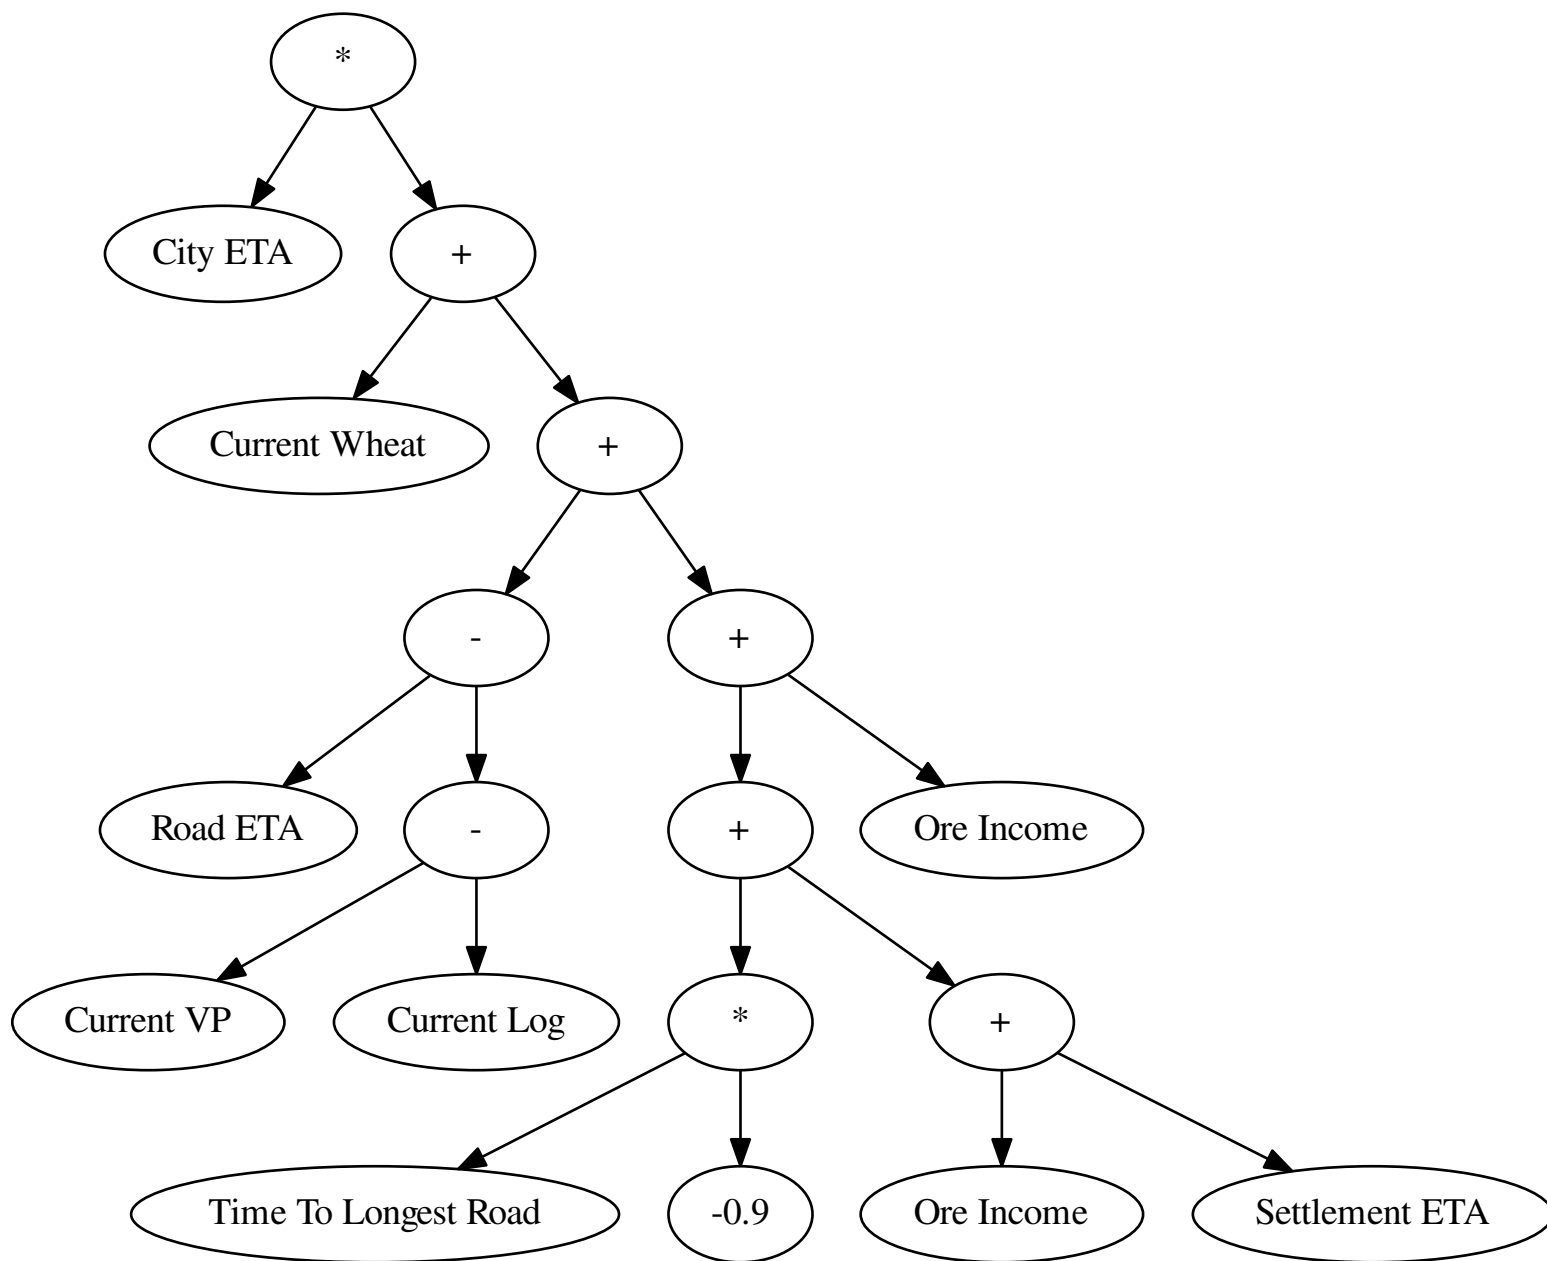 *
City ETA
+
Current Wheat
+
-
+
Road ETA
-
+
Ore Income
Current VP
Current Log
*
+
Time To Longest Road
-0.9
Ore Income
Settlement ETA